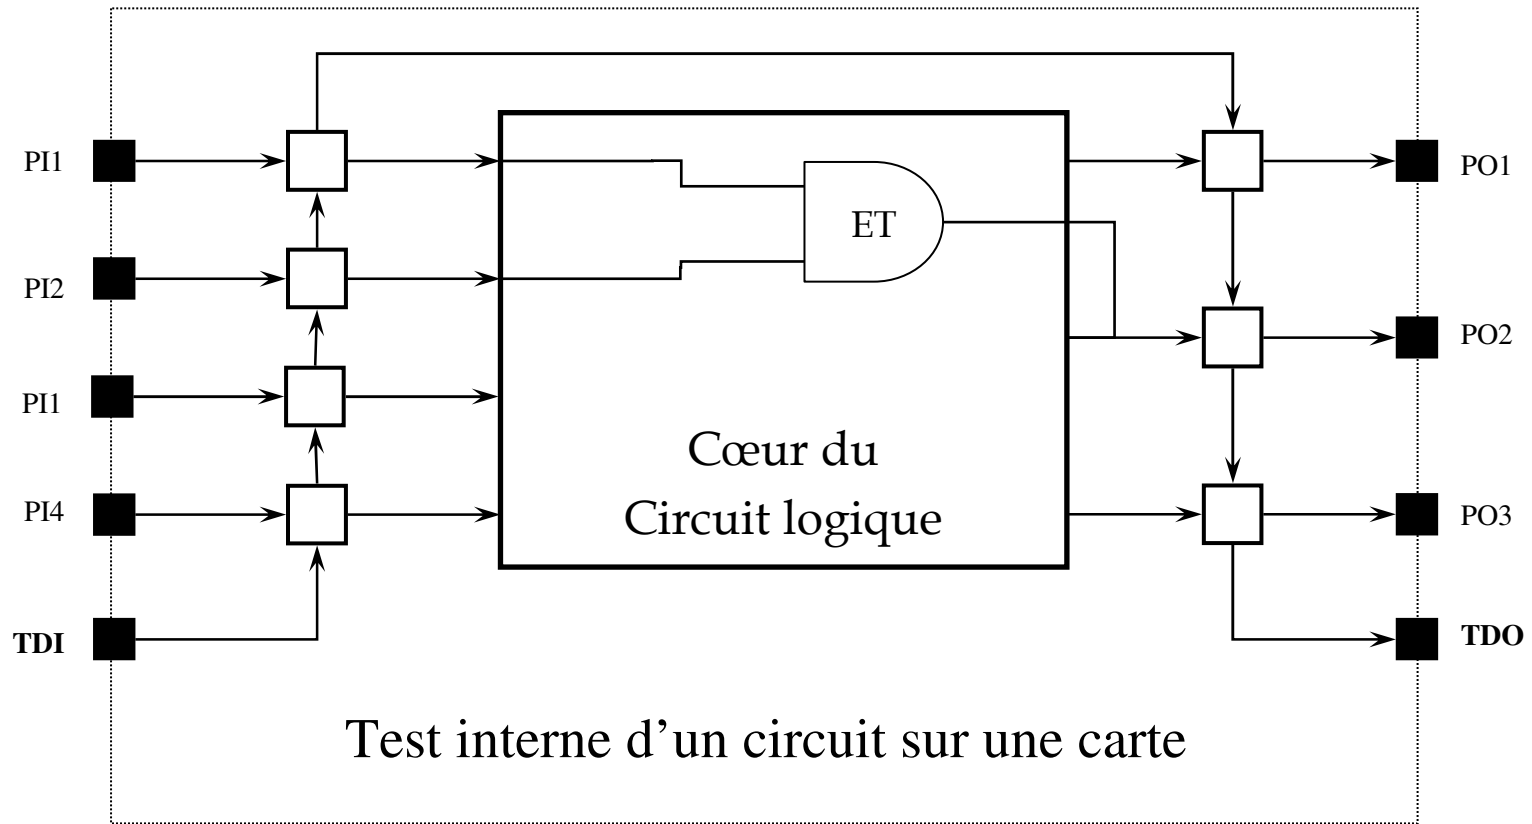 PI1
PO1
ET
PI2
PO2
PI1
Cœur du
Circuit logique
PI4
PO3
TDI
TDO
Test interne d’un circuit sur une carte